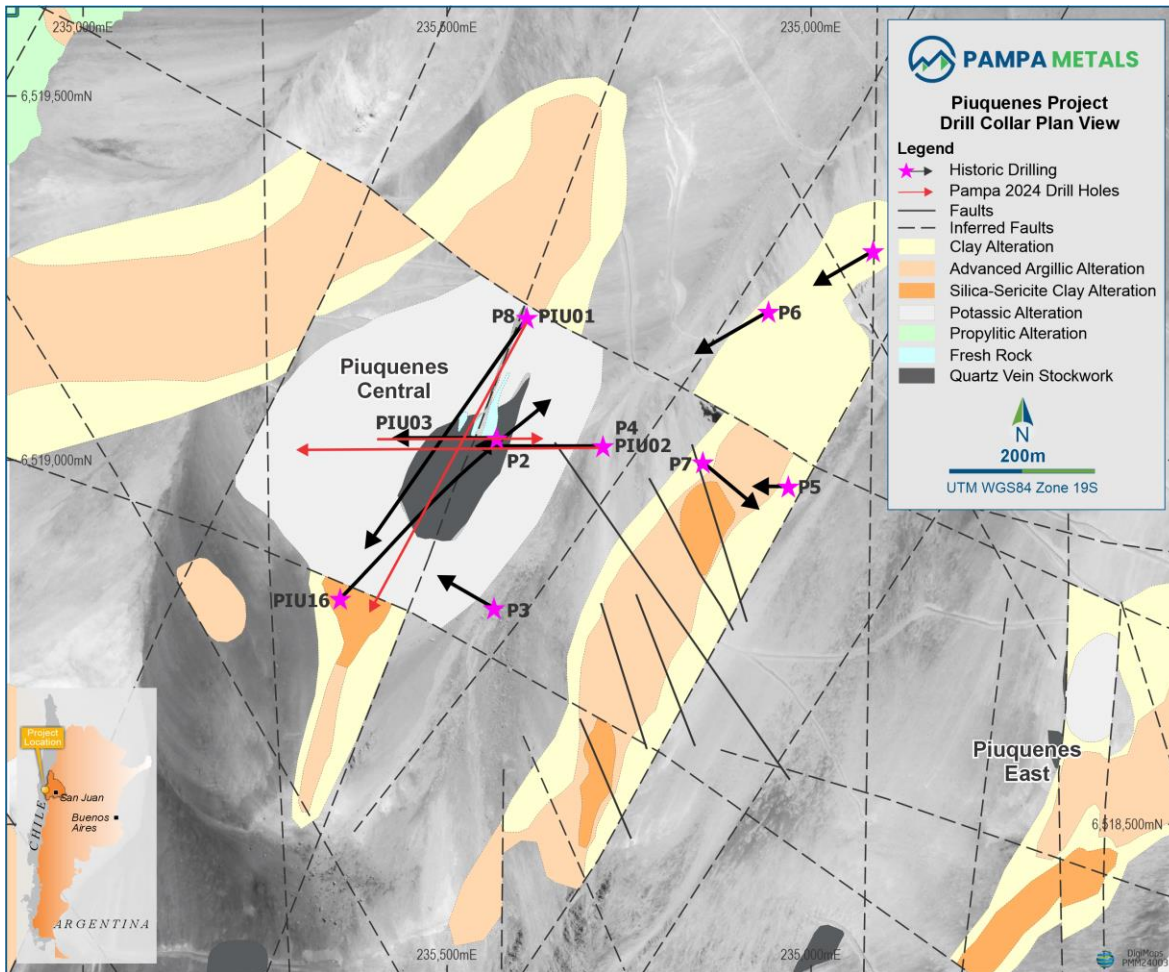 235,000mE
235,500mE
235,000mE
6,519,500mN
PAMPA METALS
Piuquenes Project
Drill Collar Plan View
Legend
Historic Drilling
Pampa 2024 Drill Holes
Faults
Inferred Faults
Clay Alteration
Advanced Argillic Alteration
Silica-Sericite Clay Alteration
Potassic Alteration
Propylitic Alteration
Fresh Rock
Quartz Vein Stockwork
N
200m
UTM WGS84 Zone 19S
P8
PIU01
P6
Piuquenes
Central
PIU03
P4
PIU02
P2
6,519,000mN
P7
P5
PIU16
P3
Piuquenes
East
Project
Location
San Juan
Buenos
Aires
CHILE
ARGENTINA
6,518,500mN
235,500mE
235,000mE
DigiMaps
PMM24003